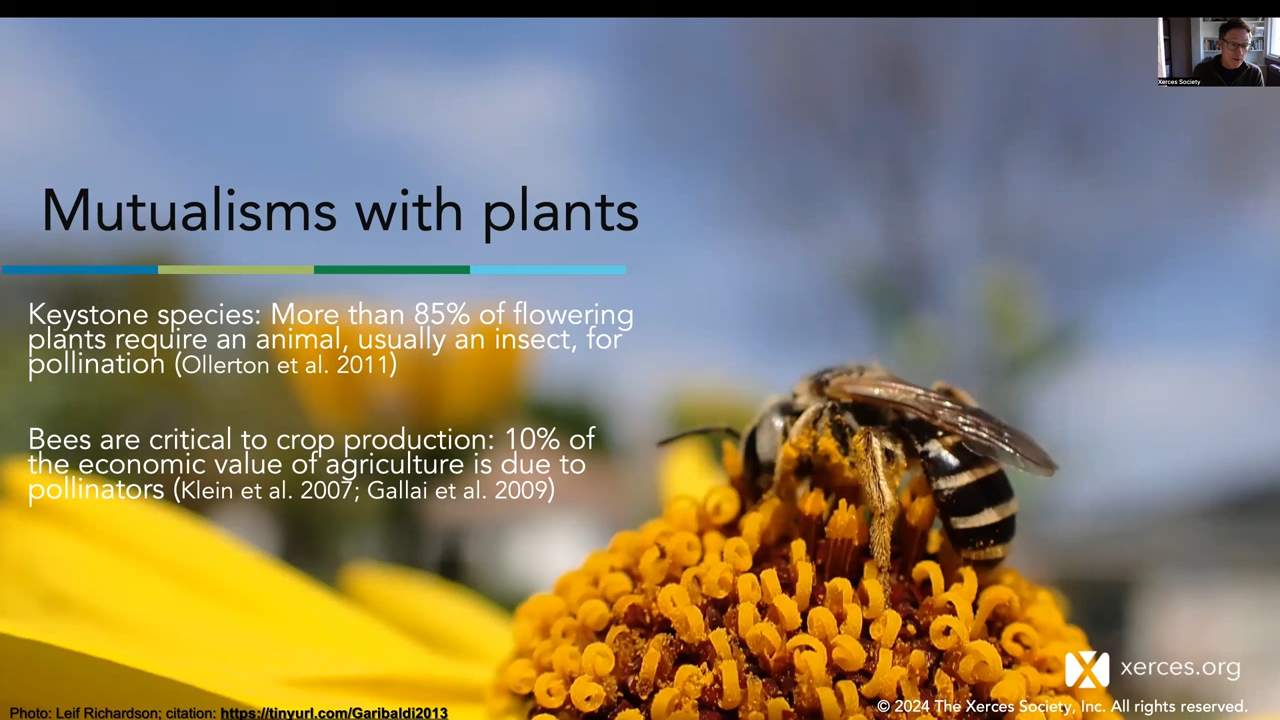 Xerces Society
Mutualisms with plants
Keystone species: More than 85% of flowering
plants require an animal, usually an insect, for
pollination (Ollerton et al. 2011)
Bees are critical to crop production: 10% of
the economic value of agriculture is due to
pollinators (Klein et al. 2007; Gallai et al. 2009)
xerces.org
Photo: Leif Richardson; citation: https://tinyurl.com/Garibaldi2013
© 2024 The Xerces Society, Inc. All rights reserved.